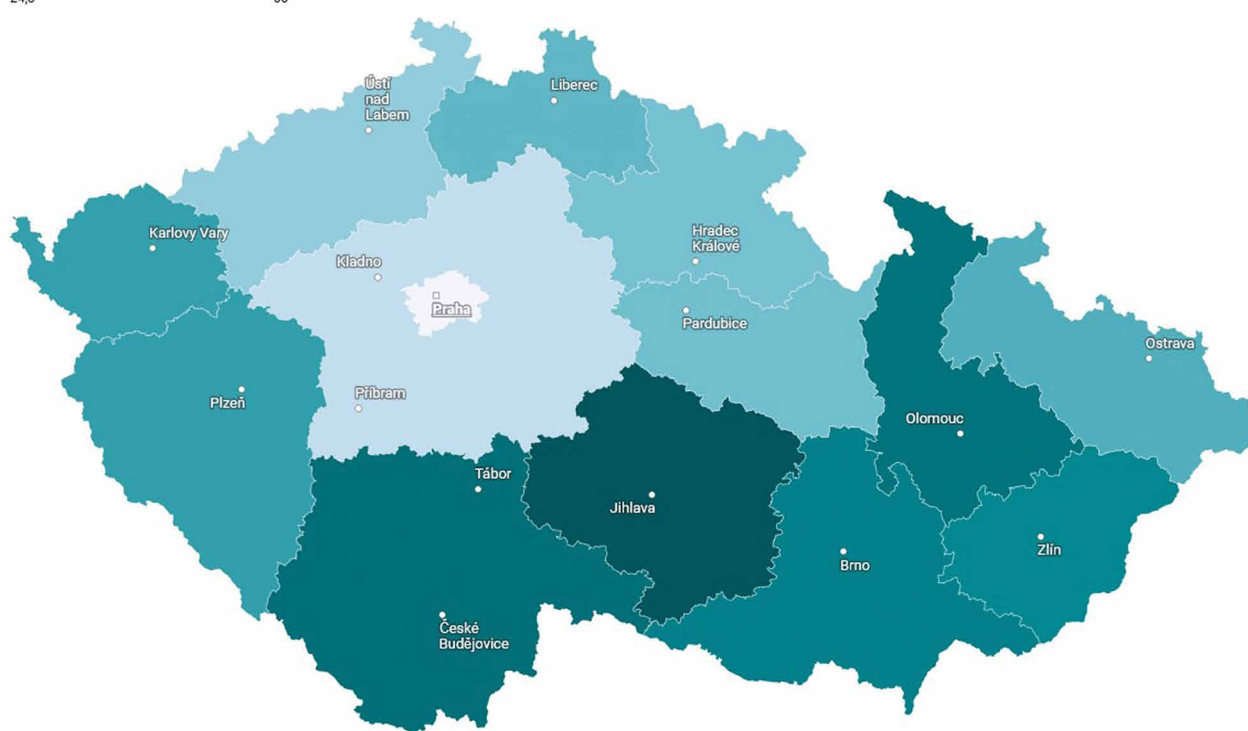 Ústí
nad
Labem
Liberec
Karlovy Vary
Hradec
Králové
Kladno
Praha
Pardubice
Ostrava
Plzeň
Příbram
Olomouc
Tábor
Jihlava
Zlín
Brno
České
Budějovice